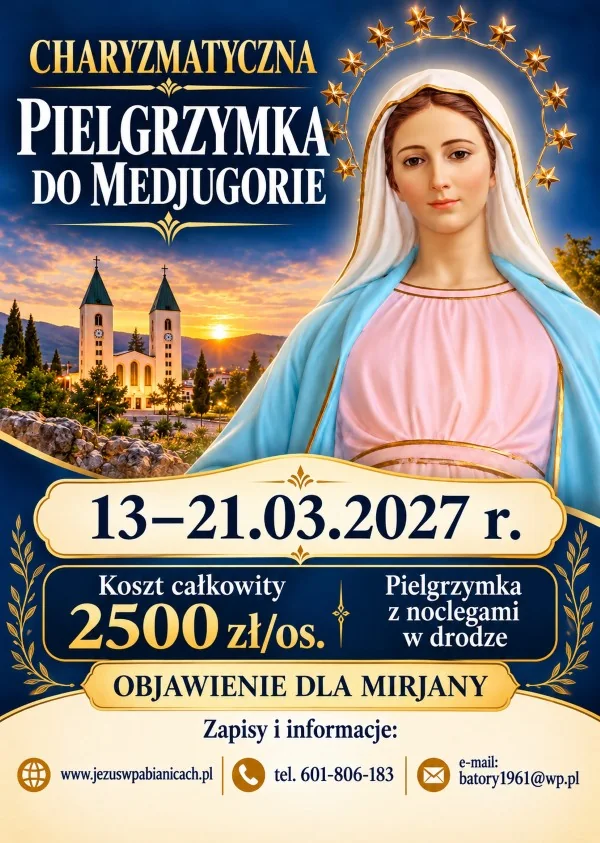 CHARYZMATYCZNA
PIELGRZYMKA
DO MEDJUGORIE
13–21.03.2027 r.
Koszt całkowity
2500 zł/os.
Pielgrzymka
z noclegami
w drodze
OBJAWIENIE DLA MIRJANY
Zapisy i informacje:
www.jezuswpabianicach.pl
tel. 601-806-183
e-mail:
batory1961@wp.pl